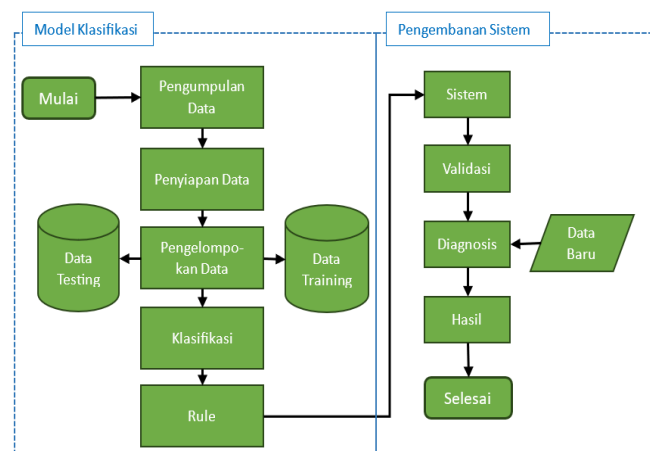 Model Klasifikasi
Mulai
Pengumpulan
Data
Penyiapan Data
Data
Testing
Pengelompo-
kan Data
Data
Training
Klasifikasi
Rule
Pengembanan Sistem
Sistem
Validasi
Diagnosis
Data
Baru
Hasil
Selesai